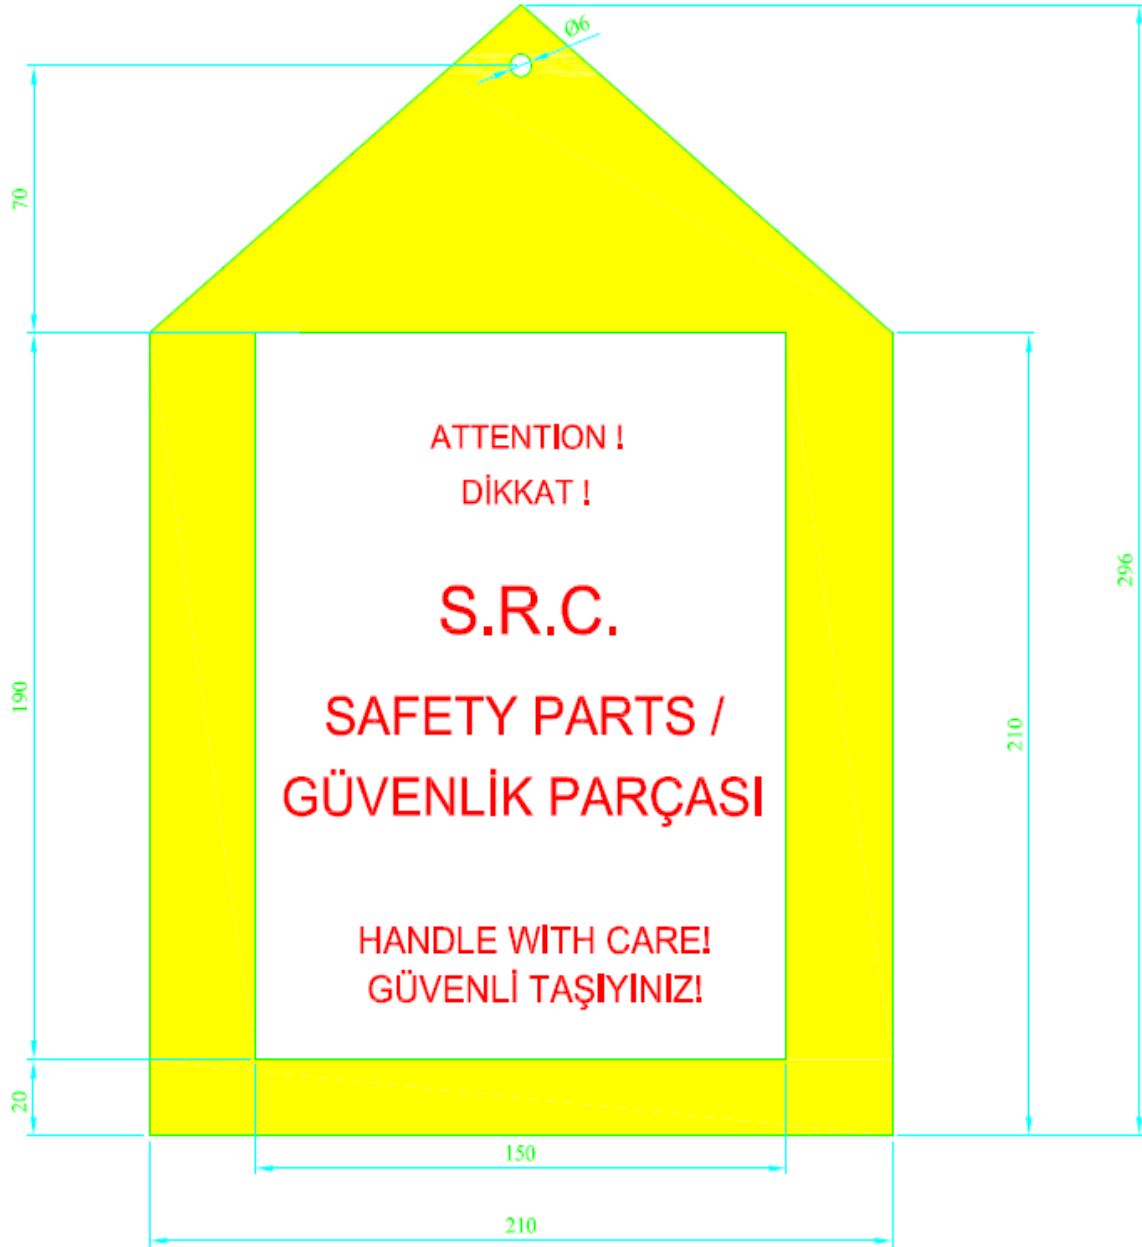 Ø6
70
296
ATTENTION !
DİKKAT !
S.R.C.
SAFETY PARTS /
GÜVENLİK PARÇASI
190
210
HANDLE WITH CARE!
GÜVENLİ TAŞIYINIZ!
20
150
210